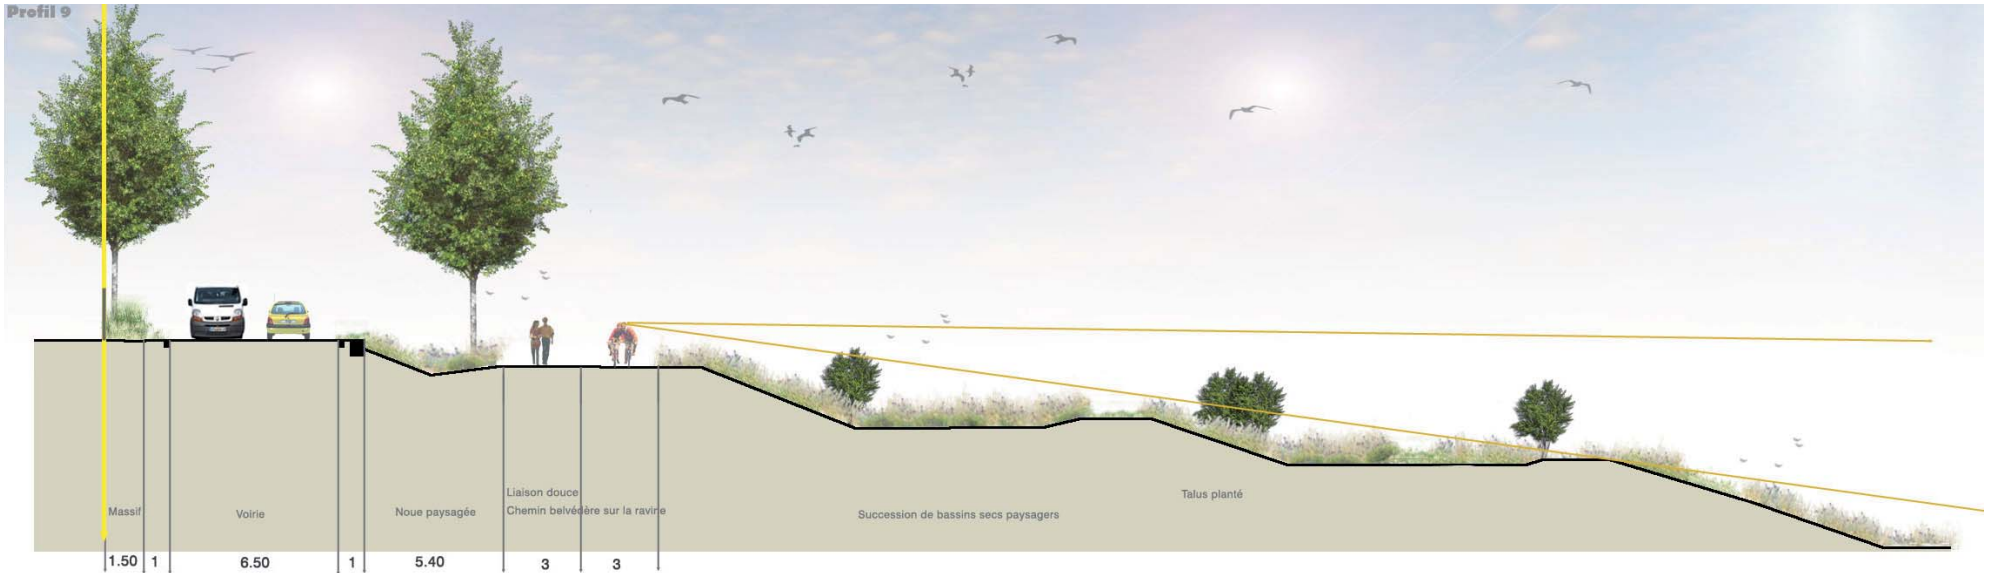 Profil 9
Liaison douce
Chemin belvédère sur la ravine
Massif
Voirie
Noue paysagée
Succession de bassins secs paysagers
Talus planté
1.50 1 6.50 1 5.40 3 3